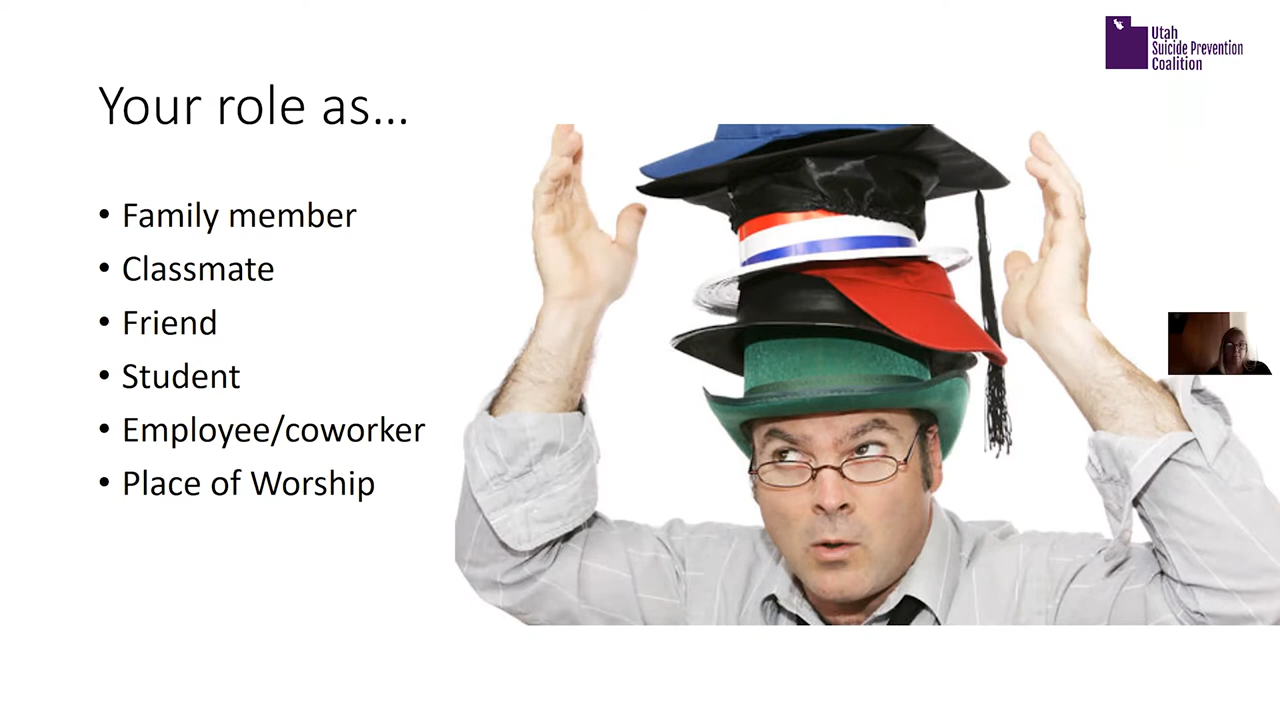 Utah
Suicide Prevention
Coalition
Your role as...
• Family member
• Classmate
• Friend
• Student
• Employee/coworker
• Place of Worship